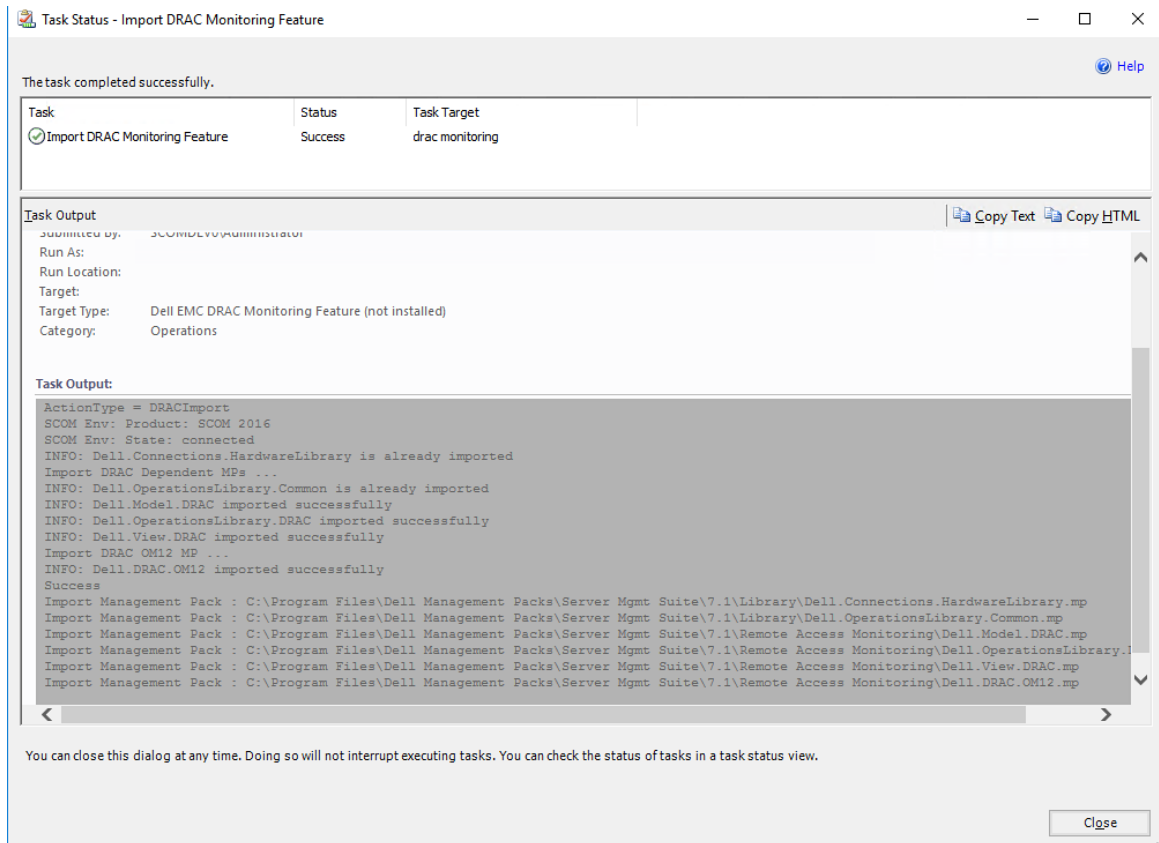 Task Status - Import DRAC Monitoring Feature
Help
The task completed successfully.
Task Status Task Target
Import DRAC Monitoring Feature Success drac monitoring
Task Output Copy Text Copy HTML
Submitted By: SCOMDEV0\Administrator
Run As:
Run Location:
Target:
Target Type: Dell EMC DRAC Monitoring Feature (not installed)
Category: Operations
Task Output:
ActionType = DRACImport
SCOM Env: Product: SCOM 2016
SCOM Env: State: connected
INFO: Dell.Connections.HardwareLibrary is already imported
Import DRAC Dependent MPs ...
INFO: Dell.OperationsLibrary.Common is already imported
INFO: Dell.Model.DRAC imported successfully
INFO: Dell.OperationsLibrary.DRAC imported successfully
INFO: Dell.View.DRAC imported successfully
Import DRAC OM12 MP ...
INFO: Dell.DRAC.OM12 imported successfully
Success
Import Management Pack : C:\Program Files\Dell Management Packs\Server Mgmt Suite\7.1\Library\Dell.Connections.HardwareLibrary.mp
Import Management Pack : C:\Program Files\Dell Management Packs\Server Mgmt Suite\7.1\Library\Dell.OperationsLibrary.Common.mp
Import Management Pack : C:\Program Files\Dell Management Packs\Server Mgmt Suite\7.1\Remote Access Monitoring\Dell.Model.DRAC.mp
Import Management Pack : C:\Program Files\Dell Management Packs\Server Mgmt Suite\7.1\Remote Access Monitoring\Dell.OperationsLibrary.
Import Management Pack : C:\Program Files\Dell Management Packs\Server Mgmt Suite\7.1\Remote Access Monitoring\Dell.View.DRAC.mp
Import Management Pack : C:\Program Files\Dell Management Packs\Server Mgmt Suite\7.1\Remote Access Monitoring\Dell.DRAC.OM12.mp
You can close this dialog at any time. Doing so will not interrupt executing tasks. You can check the status of tasks in a task status view.
Close